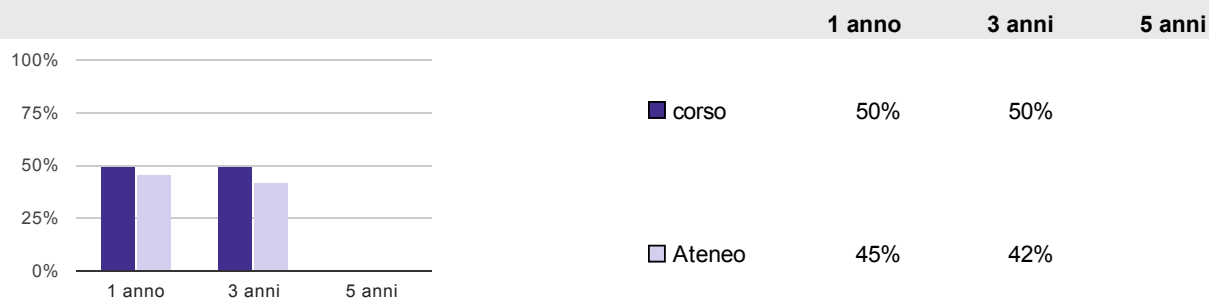 1 anno 3 anni 5 anni
100%
75%
50%
25%
0%
1 anno 3 anni 5 anni
corso 50% 50%
Ateneo 45% 42%